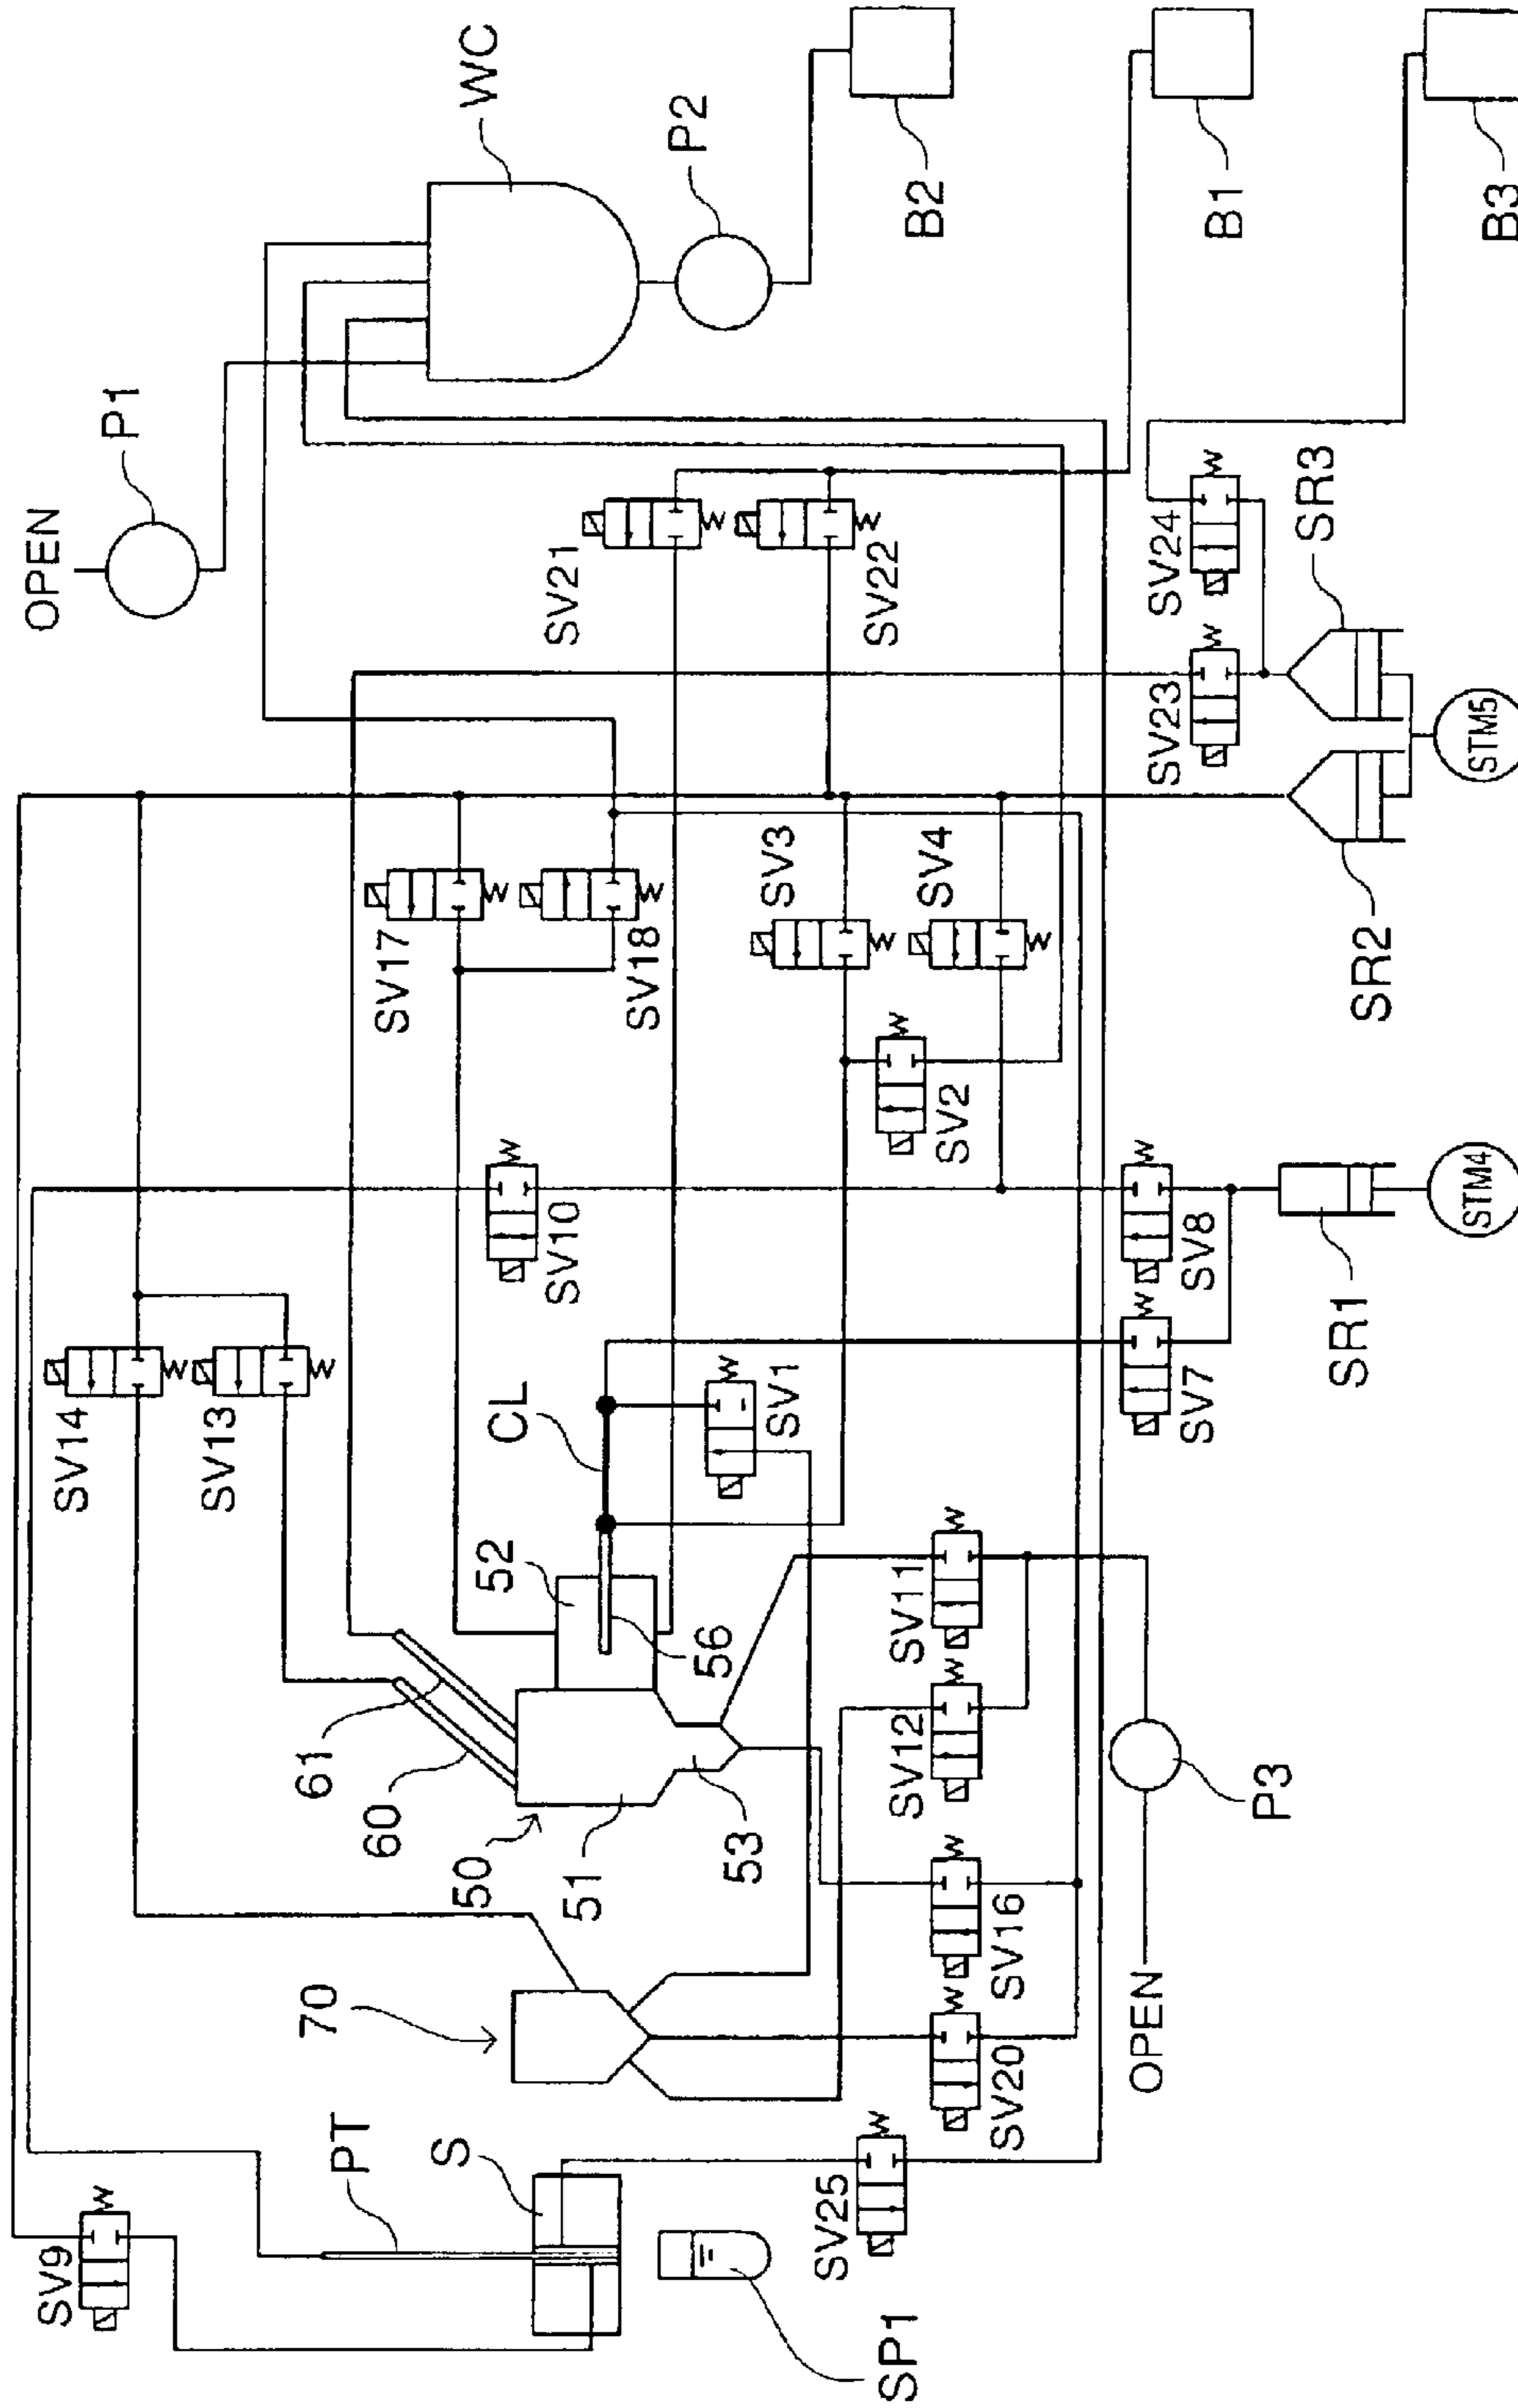 OPEN
P1
WC
P2
B2
B1
B3
SV21
SV22
SV24
SV23
SR3
STM5
SR2
SV17
SV18
SV3
SV4
SV2
SV10
SV8
SV7
SR1
STM4
SV14
SV13
CL
SV1
52
56
61
60
50
51
53
SV11
SV12
SV16
SV20
P3
OPEN
70
PT
S
SV9
SV25
SP1